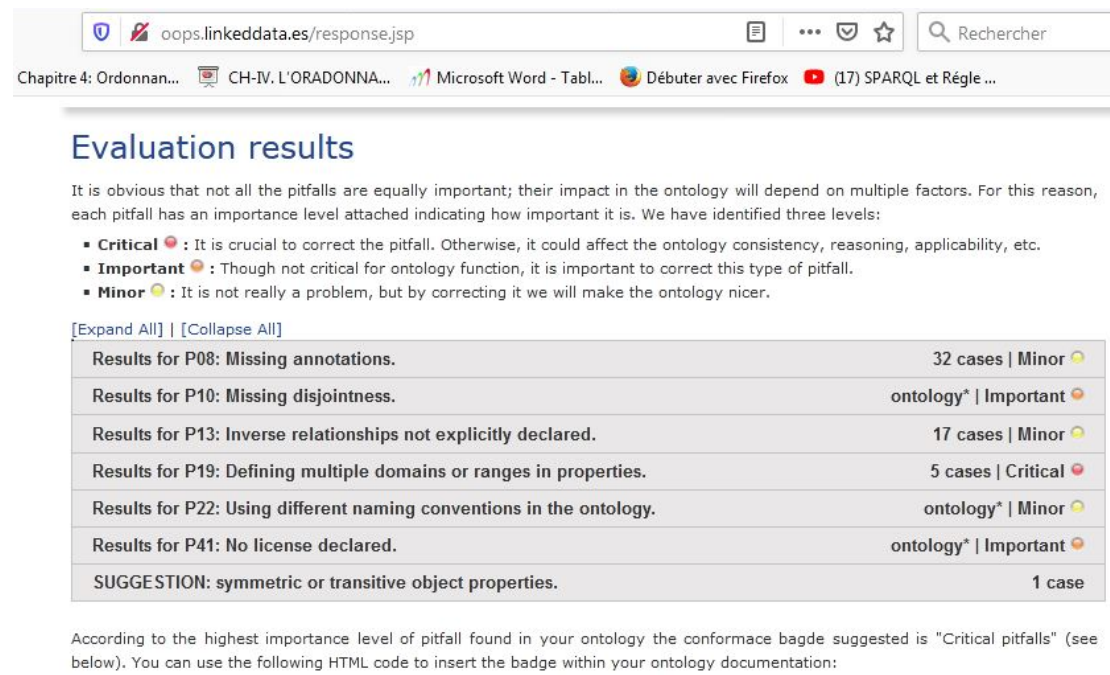 oops.linkeddata.es/response.jsp
Rechercher
Chapitre 4: Ordonnan... CH-IV. L'ORADONNA... Microsoft Word - Tabl... Débuter avec Firefox (17) SPARQL et Régle ...
Evaluation results
It is obvious that not all the pitfalls are equally important; their impact in the ontology will depend on multiple factors. For this reason,
each pitfall has an importance level attached indicating how important it is. We have identified three levels:
▪ Critical : It is crucial to correct the pitfall. Otherwise, it could affect the ontology consistency, reasoning, applicability, etc.
▪ Important : Though not critical for ontology function, it is important to correct this type of pitfall.
▪ Minor : It is not really a problem, but by correcting it we will make the ontology nicer.
[Expand All] | [Collapse All]
Results for P08: Missing annotations. 32 cases | Minor
Results for P10: Missing disjointness. ontology* | Important
Results for P13: Inverse relationships not explicitly declared. 17 cases | Minor
Results for P19: Defining multiple domains or ranges in properties. 5 cases | Critical
Results for P22: Using different naming conventions in the ontology. ontology* | Minor
Results for P41: No license declared. ontology* | Important
SUGGESTION: symmetric or transitive object properties. 1 case
According to the highest importance level of pitfall found in your ontology the conformace bagde suggested is "Critical pitfalls" (see
below). You can use the following HTML code to insert the badge within your ontology documentation: